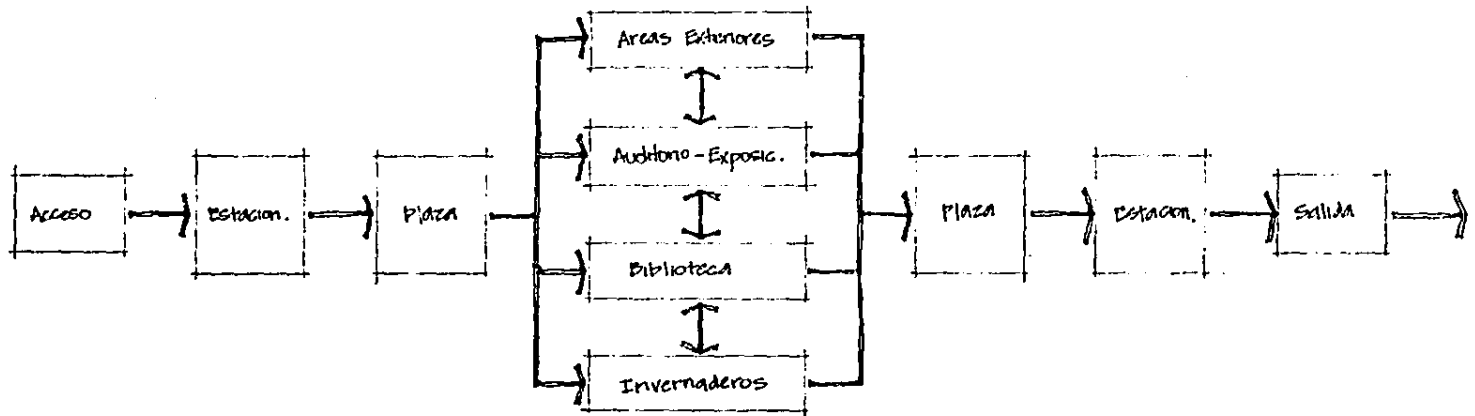 Acceso
Estacion.
Plaza
Areas Exteriores
Auditorio-Exposic.
Biblioteca
Invernaderos
Plaza
Estacion.
Salida